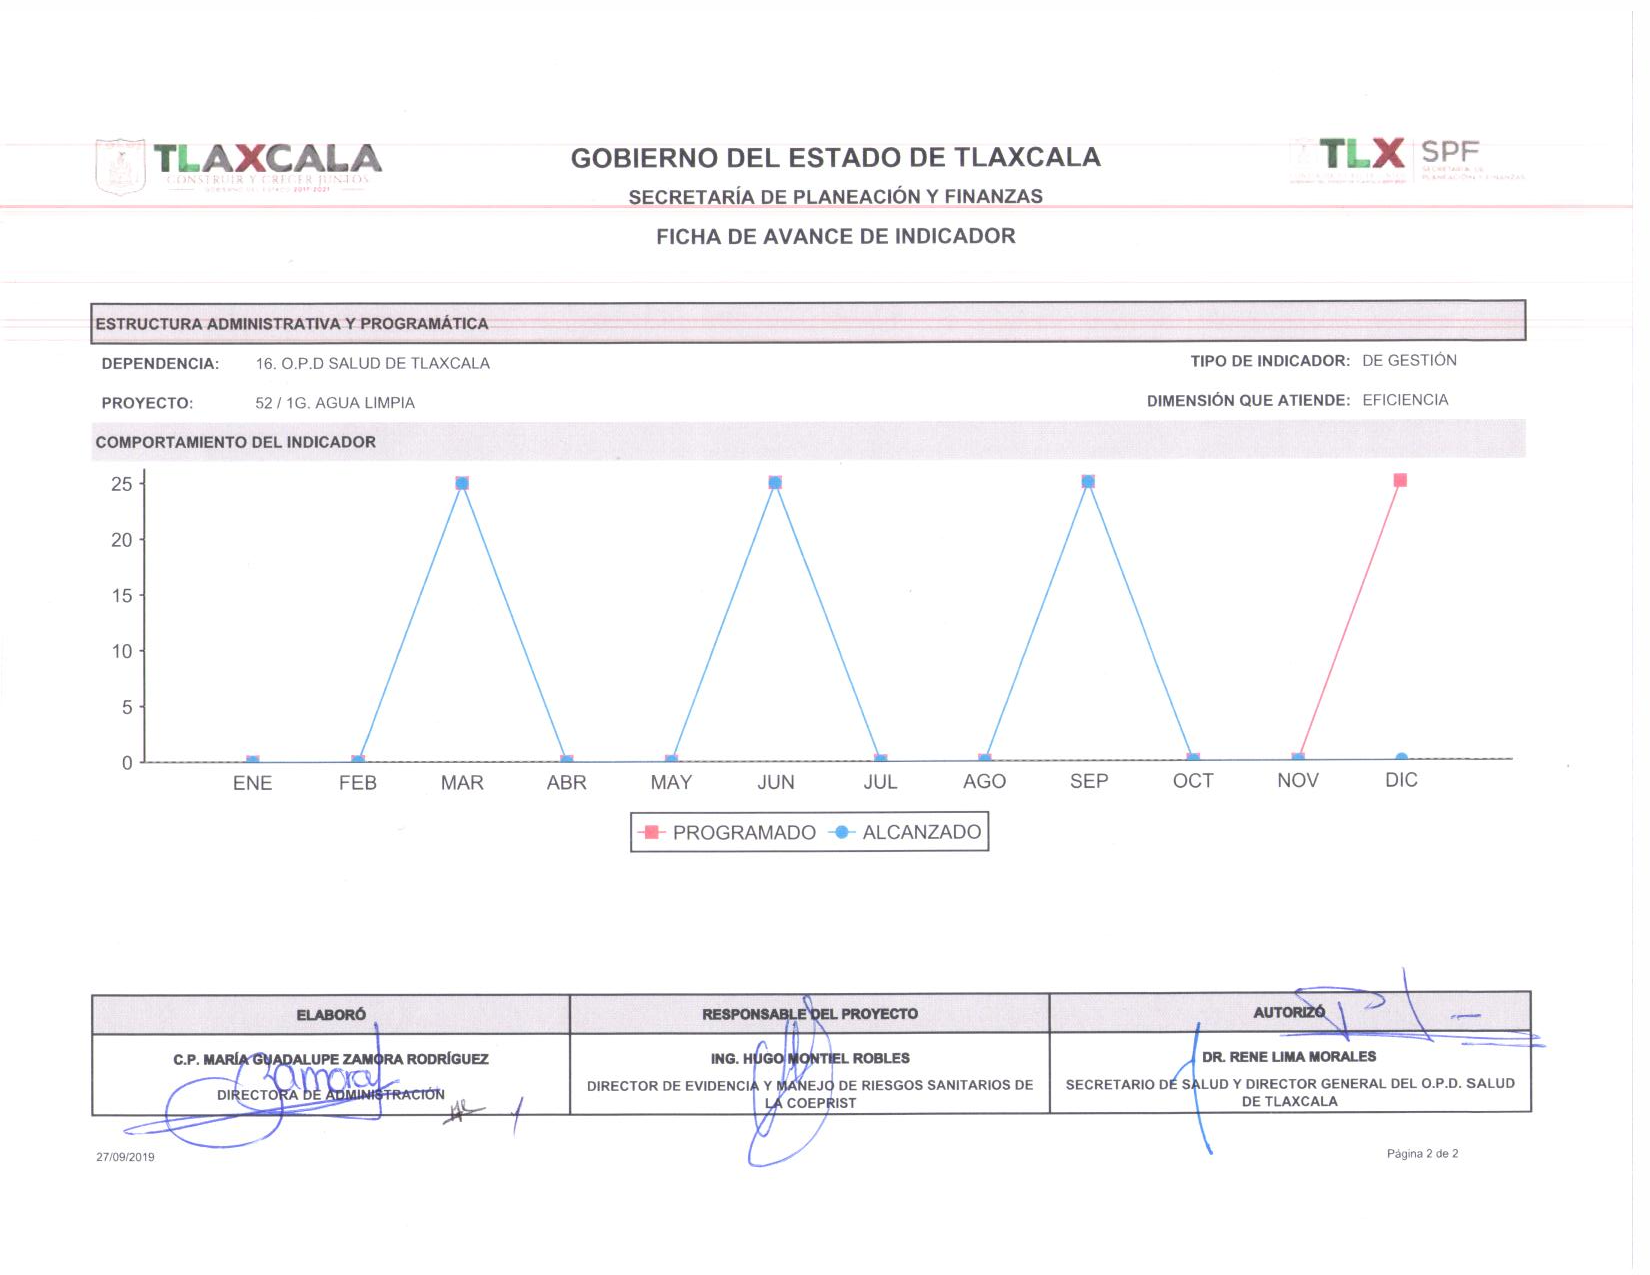 TLAXCALA
CONSTRUIR Y CRECER JUNTOS
GOBIERNO DEL ESTADO DE TLAXCALA
SECRETARÍA DE PLANEACIÓN Y FINANZAS
FICHA DE AVANCE DE INDICADOR
TLX SPF
ESTRUCTURA ADMINISTRATIVA Y PROGRAMÁTICA
DEPENDENCIA: 16. O.P.D SALUD DE TLAXCALA TIPO DE INDICADOR: DE GESTIÓN
PROYECTO: 52 / 1G. AGUA LIMPIA DIMENSIÓN QUE ATIENDE: EFICIENCIA
COMPORTAMIENTO DEL INDICADOR
25
20
15
10
5
0
ENE FEB MAR ABR MAY JUN JUL AGO SEP OCT NOV DIC
PROGRAMADO ALCANZADO
ELABORÓ RESPONSABLE DEL PROYECTO AUTORIZÓ
C.P. MARÍA GUADALUPE ZAMORA RODRÍGUEZ
DIRECTORA DE ADMINISTRACIÓN
ING. HUGO MONTIEL ROBLES
DIRECTOR DE EVIDENCIA Y MANEJO DE RIESGOS SANITARIOS DE
LA COEPRIST
DR. RENE LIMA MORALES
SECRETARIO DE SALUD Y DIRECTOR GENERAL DEL O.P.D. SALUD
DE TLAXCALA
27/09/2019 Página 2 de 2